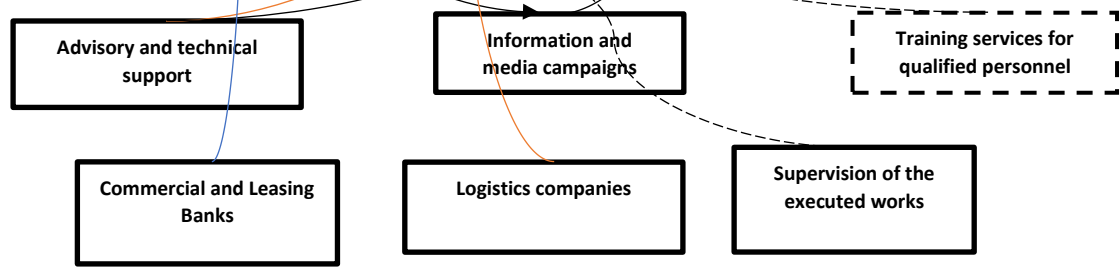 Advisory and technical
support
Information and
media campaigns
Training services for
qualified personnel
Commercial and Leasing
Banks
Logistics companies
Supervision of the
executed works